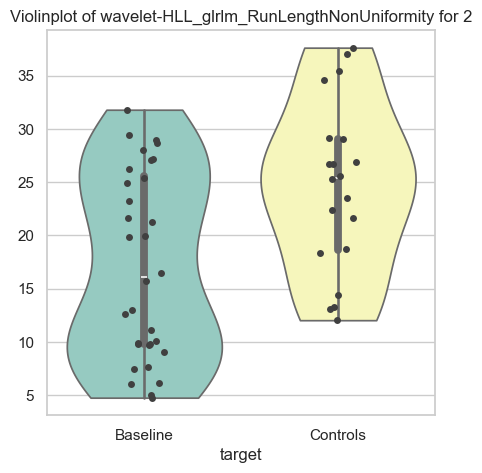 Violinplot of wavelet-HLL_glrlm_RunLengthNonUniformity for 2
35
30
25
20
15
10
5
Baseline
Controls
target